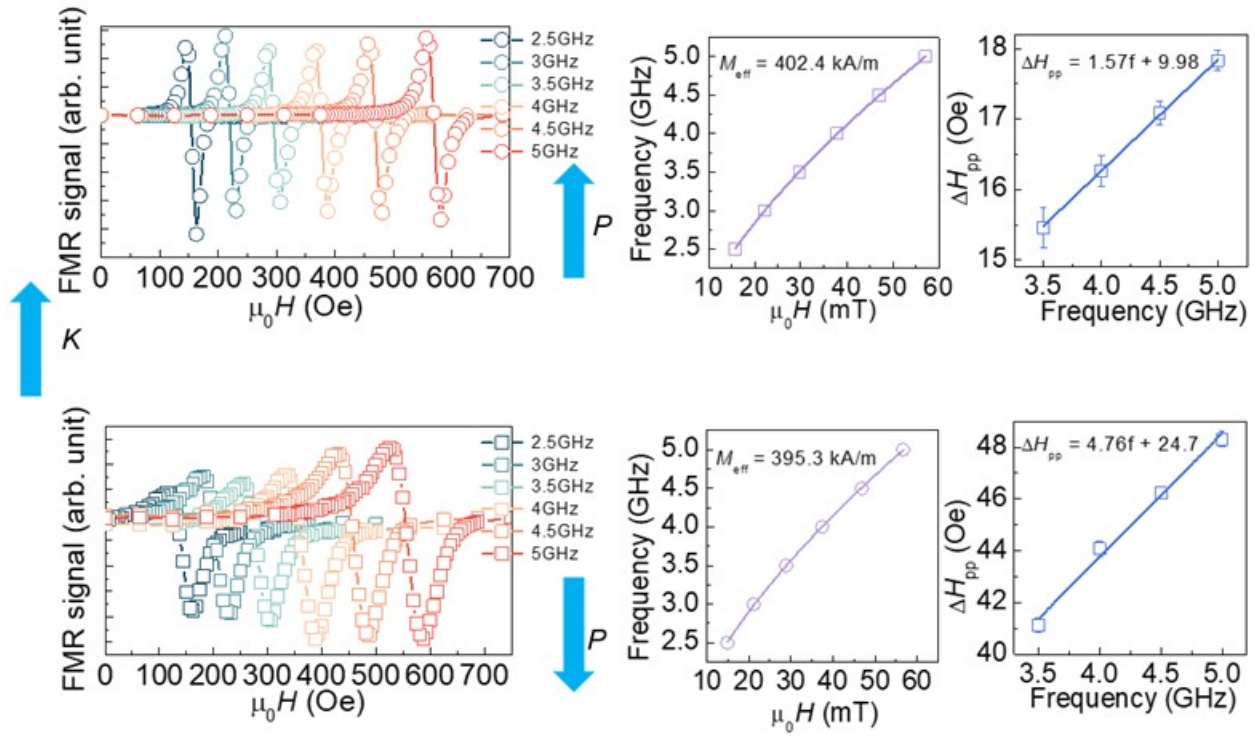 FMR signal (arb. unit)
2.5GHz
3GHz
3.5GHz
4GHz
4.5GHz
5GHz
0 100 200 300 400 500 600 700
μ₀H (Oe)
P
Frequency (GHz)
5.0
4.5
4.0
3.5
3.0
2.5
M_eff = 402.4 kA/m
10 20 30 40 50 60
μ₀H (mT)
ΔH_pp (Oe)
18
17
16
15
ΔH_pp = 1.57f + 9.98
3.5 4.0 4.5 5.0
Frequency (GHz)
K
FMR signal (arb. unit)
2.5GHz
3GHz
3.5GHz
4GHz
4.5GHz
5GHz
0 100 200 300 400 500 600 700
μ₀H (Oe)
P
Frequency (GHz)
5.0
4.5
4.0
3.5
3.0
2.5
M_eff = 395.3 kA/m
10 20 30 40 50 60
μ₀H (mT)
ΔH_pp (Oe)
48
46
44
42
40
ΔH_pp = 4.76f + 24.7
3.5 4.0 4.5 5.0
Frequency (GHz)